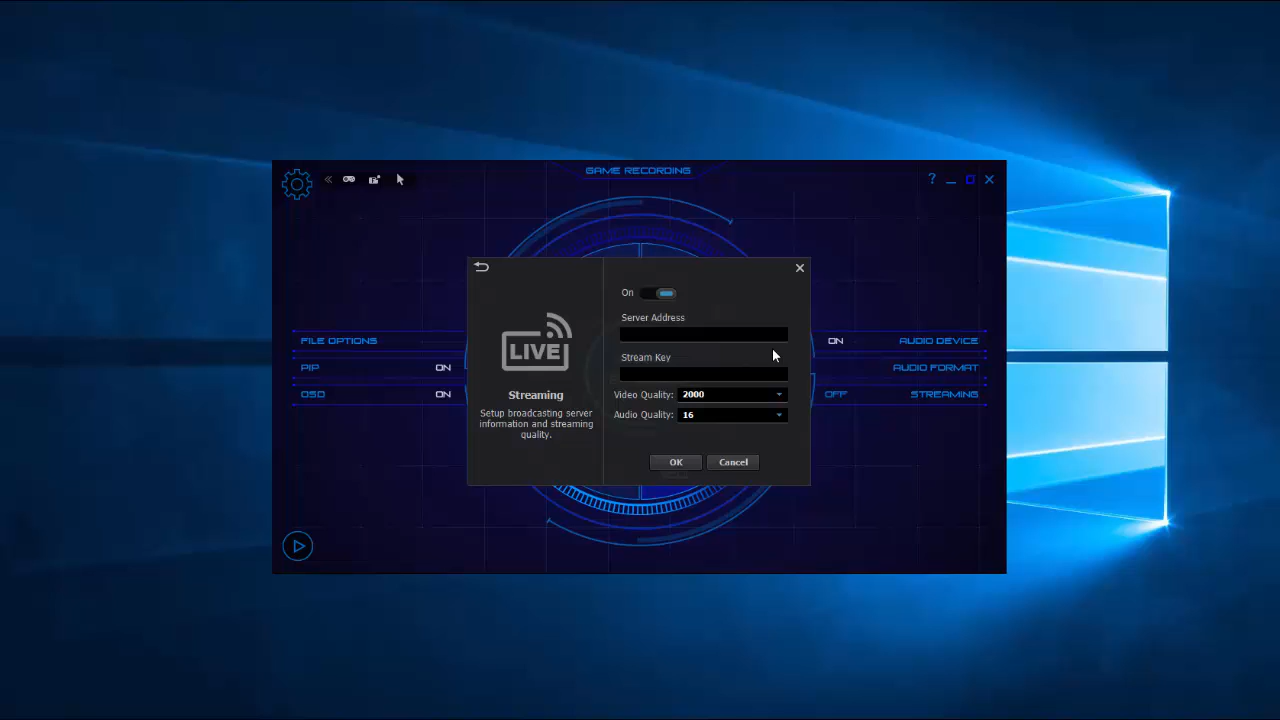 GAME RECORDING
?
FILE OPTIONS
PIP ON
OSD ON
ON AUDIO DEVICE
AUDIO FORMAT
OFF STREAMING
LIVE
Streaming
Setup broadcasting server
information and streaming
quality.
On
Server Address
Stream Key
Video Quality: 2000
Audio Quality: 16
OK Cancel